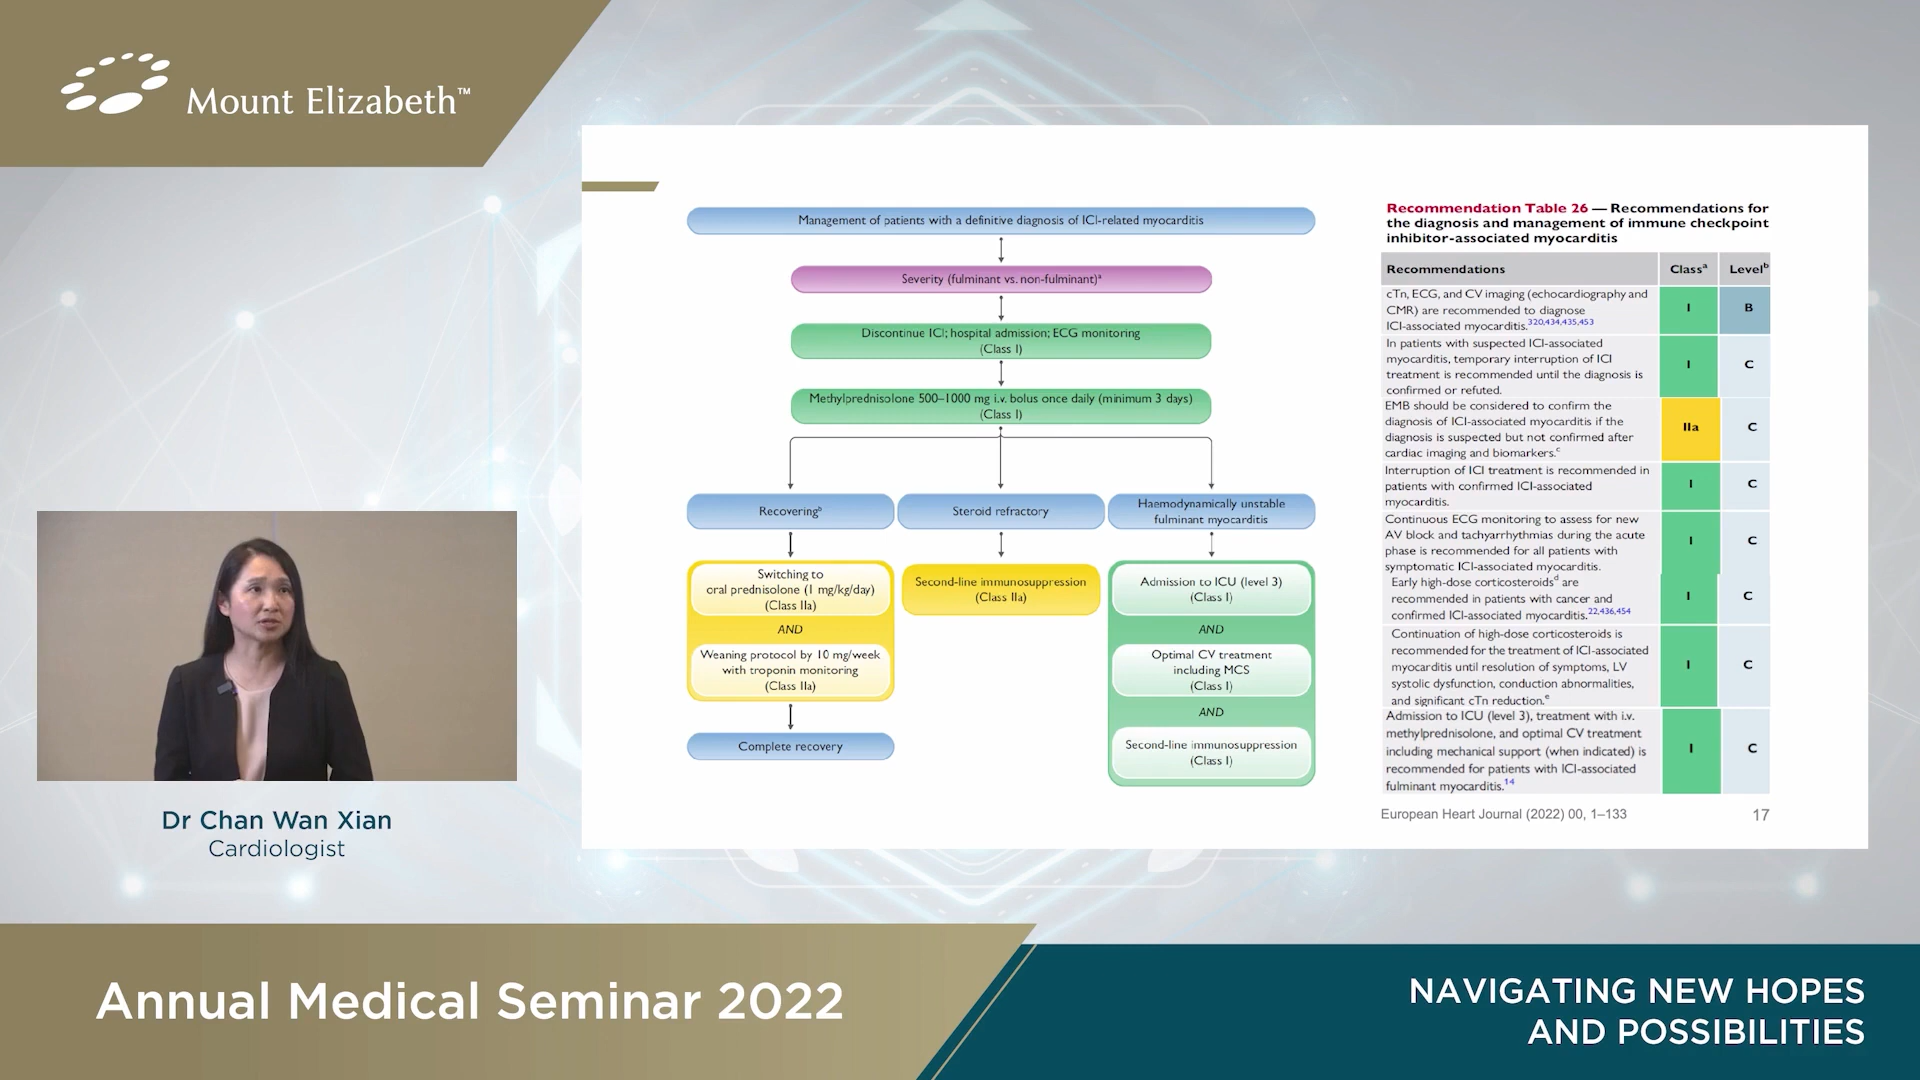 Mount Elizabeth™
Management of patients with a definitive diagnosis of ICI-related myocarditis
Severity (fulminant vs. non-fulminant)ᵃ
Discontinue ICI; hospital admission; ECG monitoring
(Class I)
Methylprednisolone 500–1000 mg i.v. bolus once daily (minimum 3 days)
(Class I)
Recoveringᵇ
Steroid refractory
Haemodynamically unstable
fulminant myocarditis
Switching to
oral prednisolone (1 mg/kg/day)
(Class IIa)
AND
Weaning protocol by 10 mg/week
with troponin monitoring
(Class IIa)
Complete recovery
Second-line immunosuppression
(Class IIa)
Admission to ICU (level 3)
(Class I)
AND
Optimal CV treatment
including MCS
(Class I)
AND
Second-line immunosuppression
(Class I)
Recommendation Table 26 — Recommendations for
the diagnosis and management of immune checkpoint
inhibitor-associated myocarditis
Recommendations Classᵃ Levelᵇ
cTn, ECG, and CV imaging (echocardiography and
CMR) are recommended to diagnose
ICI-associated myocarditis.320,434,435,453
I B
In patients with suspected ICI-associated
myocarditis, temporary interruption of ICI
treatment is recommended until the diagnosis is
confirmed or refuted.
I C
EMB should be considered to confirm the
diagnosis of ICI-associated myocarditis if the
diagnosis is suspected but not confirmed after
cardiac imaging and biomarkers.ᶜ
IIa C
Interruption of ICI treatment is recommended in
patients with confirmed ICI-associated
myocarditis.
I C
Continuous ECG monitoring to assess for new
AV block and tachyarrhythmias during the acute
phase is recommended for all patients with
symptomatic ICI-associated myocarditis.
I C
Early high-dose corticosteroidsᵈ are
recommended in patients with cancer and
confirmed ICI-associated myocarditis.22,436,454
I C
Continuation of high-dose corticosteroids is
recommended for the treatment of ICI-associated
myocarditis until resolution of symptoms, LV
systolic dysfunction, conduction abnormalities,
and significant cTn reduction.ᵉ
I C
Admission to ICU (level 3), treatment with i.v.
methylprednisolone, and optimal CV treatment
including mechanical support (when indicated) is
recommended for patients with ICI-associated
fulminant myocarditis.14
I C
European Heart Journal (2022) 00, 1–133
17
Dr Chan Wan Xian
Cardiologist
Annual Medical Seminar 2022
NAVIGATING NEW HOPES
AND POSSIBILITIES